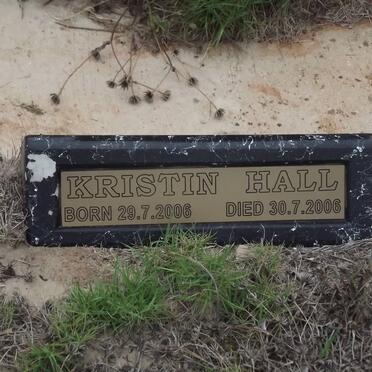 KRISTIN HALL
BORN 29.7.2006 DIED 30.7.2006